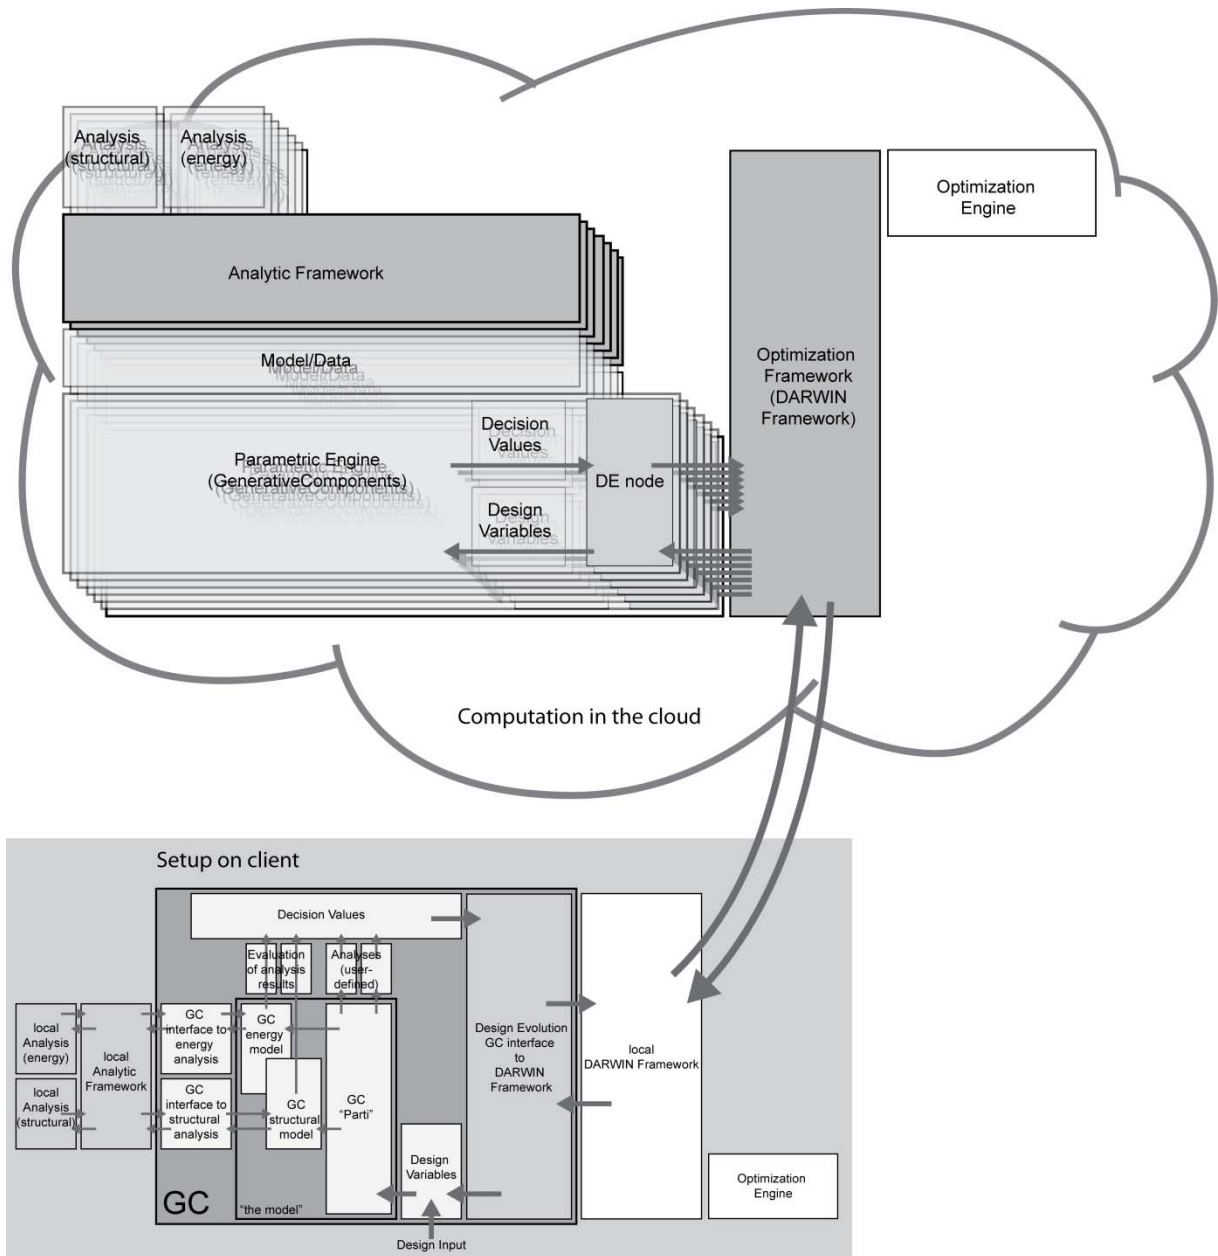 Analysis
(structural)
Analysis
(energy)
Optimization
Engine
Analytic Framework
Model/Data
Optimization
Framework
(DARWIN
Framework)
Parametric Engine
(GenerativeComponents)
Decision
Values
DE node
Design
Variables
Computation in the cloud
Setup on client
Decision Values
Evaluation
of analysis
results
Analyses
(user-
defined)
local
Analysis
(energy)
local
Analytic
Framework
GC
interface to
energy analysis
GC
energy
model
local
Analysis
(structural)
GC
interface to
structural
analysis
GC
structural
model
GC
"Parti"
Design Evolution
GC interface
to
DARWIN
Framework
local
DARWIN Framework
Design
Variables
Optimization
Engine
GC
"the model"
Design Input